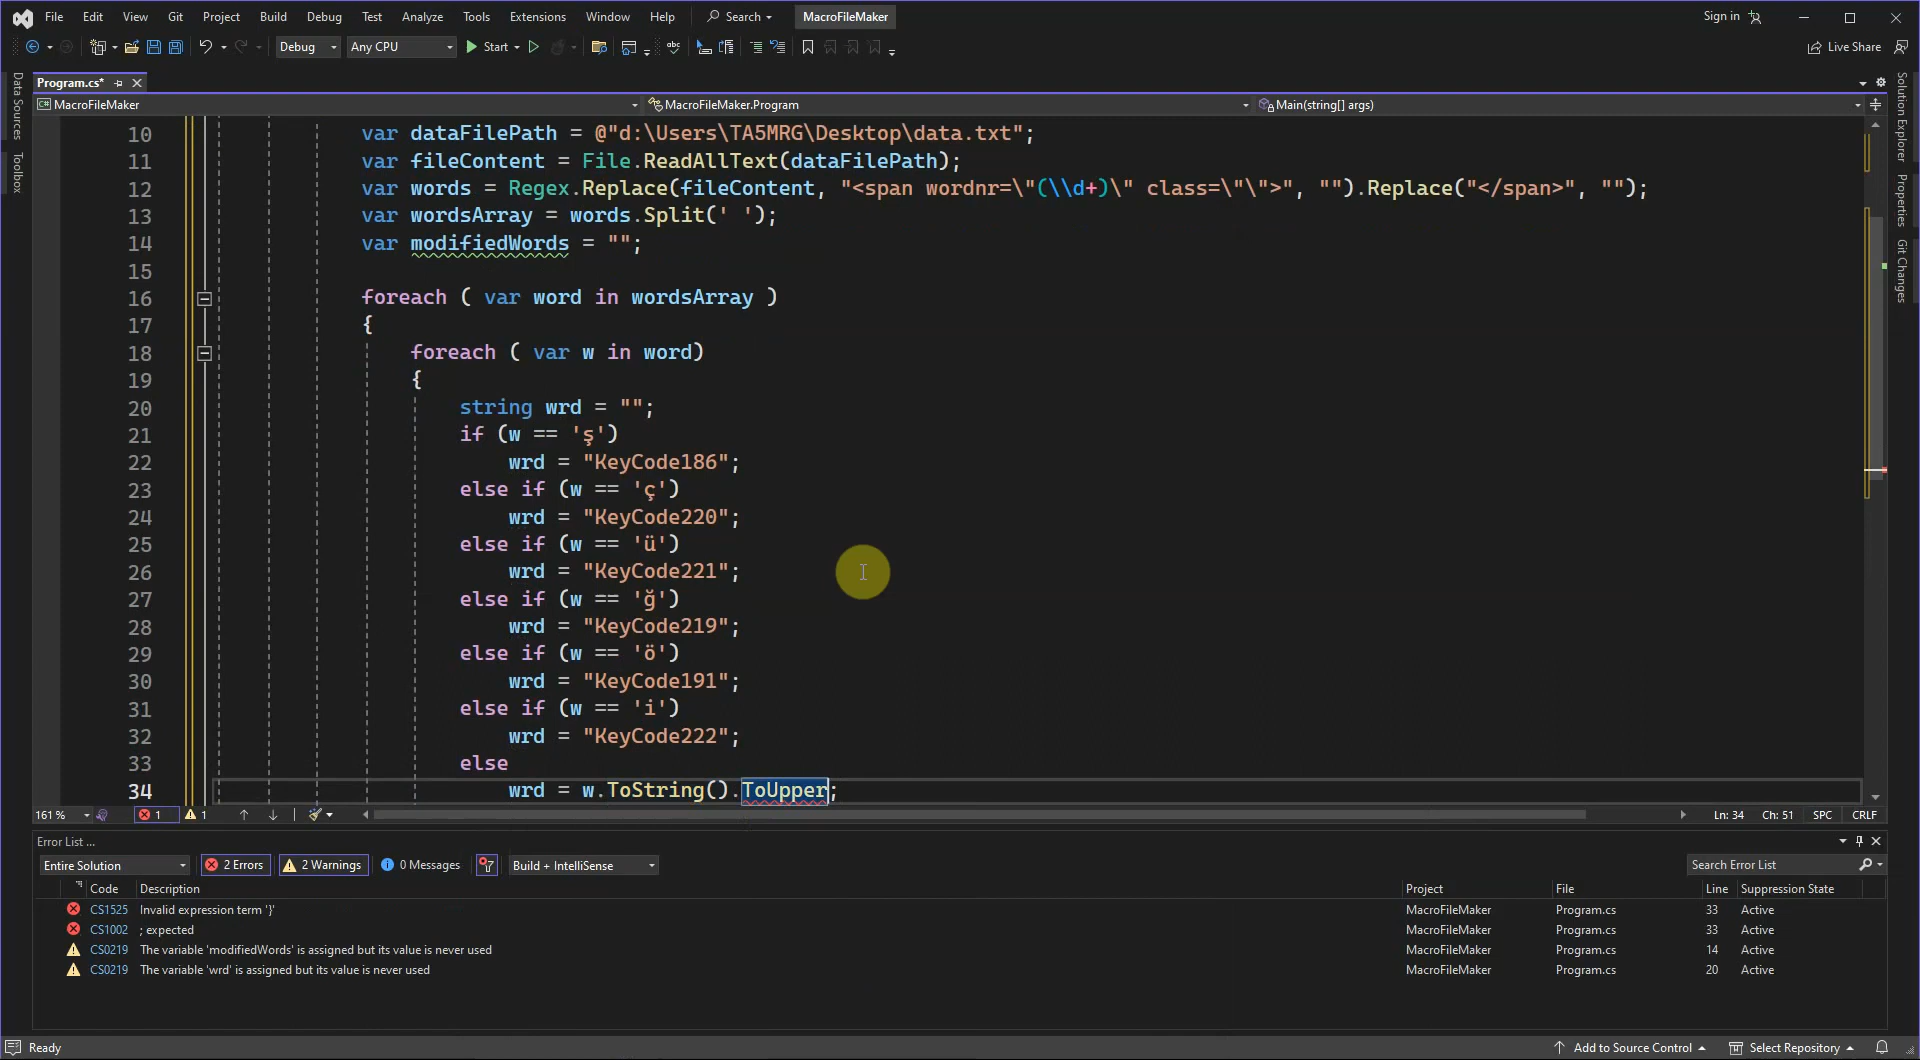 File Edit View Git Project Build Debug Test Analyze Tools Extensions Window Help Search MacroFileMaker Sign in
Debug Any CPU Start Live Share
Program.cs*
MacroFileMaker MacroFileMaker.Program Main(string[] args)
Data Sources
Toolbox
Solution Explorer
Properties
Git Changes
10 var dataFilePath = @"d:\Users\TA5MRG\Desktop\data.txt";
11 var fileContent = File.ReadAllText(dataFilePath);
12 var words = Regex.Replace(fileContent, "<span wordnr=\"(\\d+)\" class=\"\">", "").Replace("</span>", "");
13 var wordsArray = words.Split(' ');
14 var modifiedWords = "";
15
16 foreach ( var word in wordsArray )
17 {
18 foreach ( var w in word)
19 {
20 string wrd = "";
21 if (w == 'ş')
22 wrd = "KeyCode186";
23 else if (w == 'ç')
24 wrd = "KeyCode220";
25 else if (w == 'ü')
26 wrd = "KeyCode221";
27 else if (w == 'ğ')
28 wrd = "KeyCode219";
29 else if (w == 'ö')
30 wrd = "KeyCode191";
31 else if (w == 'i')
32 wrd = "KeyCode222";
33 else
34 wrd = w.ToString().ToUpper;
161 % 1 1 Ln: 34 Ch: 51 SPC CRLF
Error List ...
Entire Solution 2 Errors 2 Warnings 0 Messages Build + IntelliSense Search Error List
Code Description Project File Line Suppression State
CS1525 Invalid expression term '}' MacroFileMaker Program.cs 33 Active
CS1002 ; expected MacroFileMaker Program.cs 33 Active
CS0219 The variable 'modifiedWords' is assigned but its value is never used MacroFileMaker Program.cs 14 Active
CS0219 The variable 'wrd' is assigned but its value is never used MacroFileMaker Program.cs 20 Active
Ready Add to Source Control Select Repository